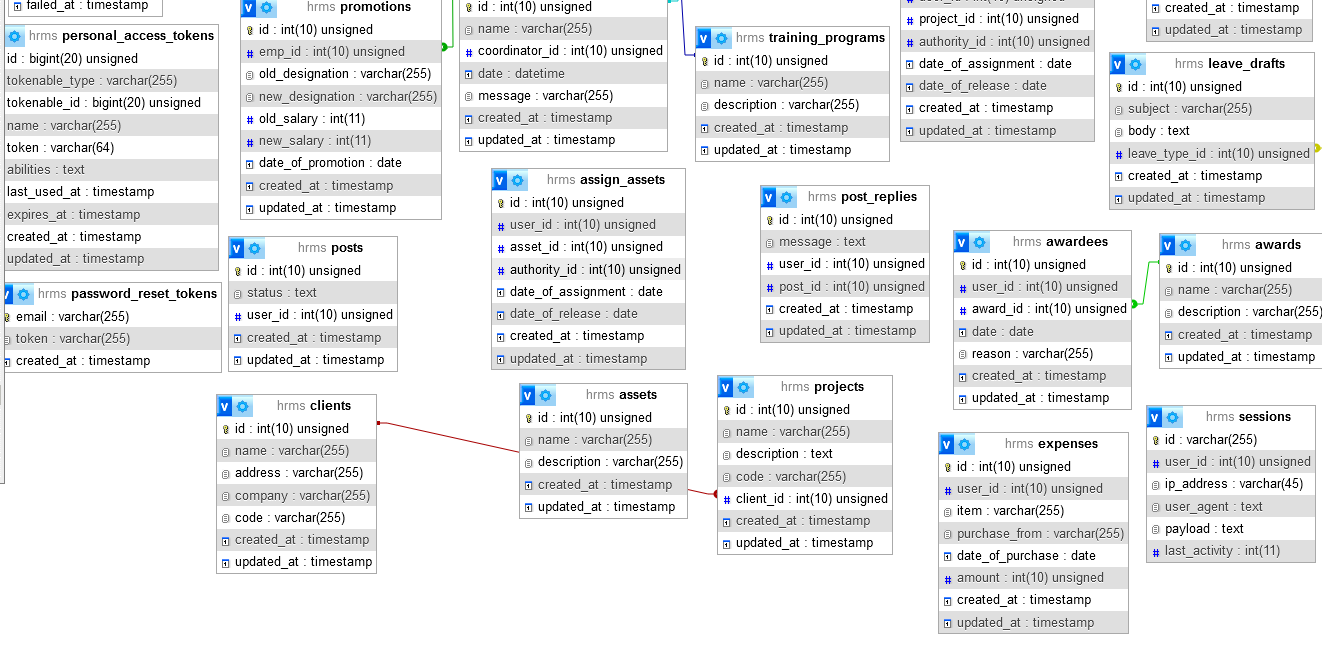 failed_at : timestamp
hrms personal_access_tokens
id : bigint(20) unsigned
tokenable_type : varchar(255)
tokenable_id : bigint(20) unsigned
name : varchar(255)
token : varchar(64)
abilities : text
last_used_at : timestamp
expires_at : timestamp
created_at : timestamp
updated_at : timestamp
v hrms password_reset_tokens
email : varchar(255)
token : varchar(255)
created_at : timestamp
v hrms promotions
id : int(10) unsigned
# emp_id : int(10) unsigned
old_designation : varchar(255)
new_designation : varchar(255)
# old_salary : int(11)
# new_salary : int(11)
date_of_promotion : date
created_at : timestamp
updated_at : timestamp
v hrms posts
id : int(10) unsigned
status : text
# user_id : int(10) unsigned
created_at : timestamp
updated_at : timestamp
v hrms clients
id : int(10) unsigned
name : varchar(255)
address : varchar(255)
company : varchar(255)
code : varchar(255)
created_at : timestamp
updated_at : timestamp
id : int(10) unsigned
name : varchar(255)
# coordinator_id : int(10) unsigned
date : datetime
message : varchar(255)
created_at : timestamp
updated_at : timestamp
v hrms assign_assets
id : int(10) unsigned
# user_id : int(10) unsigned
# asset_id : int(10) unsigned
# authority_id : int(10) unsigned
date_of_assignment : date
date_of_release : date
created_at : timestamp
updated_at : timestamp
v hrms assets
id : int(10) unsigned
name : varchar(255)
description : varchar(255)
created_at : timestamp
updated_at : timestamp
v hrms training_programs
id : int(10) unsigned
name : varchar(255)
description : varchar(255)
created_at : timestamp
updated_at : timestamp
v hrms post_replies
id : int(10) unsigned
message : text
# user_id : int(10) unsigned
# post_id : int(10) unsigned
created_at : timestamp
updated_at : timestamp
v hrms projects
id : int(10) unsigned
name : varchar(255)
description : text
code : varchar(255)
# client_id : int(10) unsigned
created_at : timestamp
updated_at : timestamp
# project_id : int(10) unsigned
# authority_id : int(10) unsigned
date_of_assignment : date
date_of_release : date
created_at : timestamp
updated_at : timestamp
v hrms awardees
id : int(10) unsigned
# user_id : int(10) unsigned
# award_id : int(10) unsigned
date : date
reason : varchar(255)
created_at : timestamp
updated_at : timestamp
v hrms expenses
id : int(10) unsigned
# user_id : int(10) unsigned
item : varchar(255)
purchase_from : varchar(255)
date_of_purchase : date
# amount : int(10) unsigned
created_at : timestamp
updated_at : timestamp
created_at : timestamp
updated_at : timestamp
v hrms leave_drafts
id : int(10) unsigned
subject : varchar(255)
body : text
# leave_type_id : int(10) unsigned
created_at : timestamp
updated_at : timestamp
v hrms awards
id : int(10) unsigned
name : varchar(255)
description : varchar(255)
created_at : timestamp
updated_at : timestamp
v hrms sessions
id : varchar(255)
# user_id : int(10) unsigned
ip_address : varchar(45)
user_agent : text
payload : text
# last_activity : int(11)